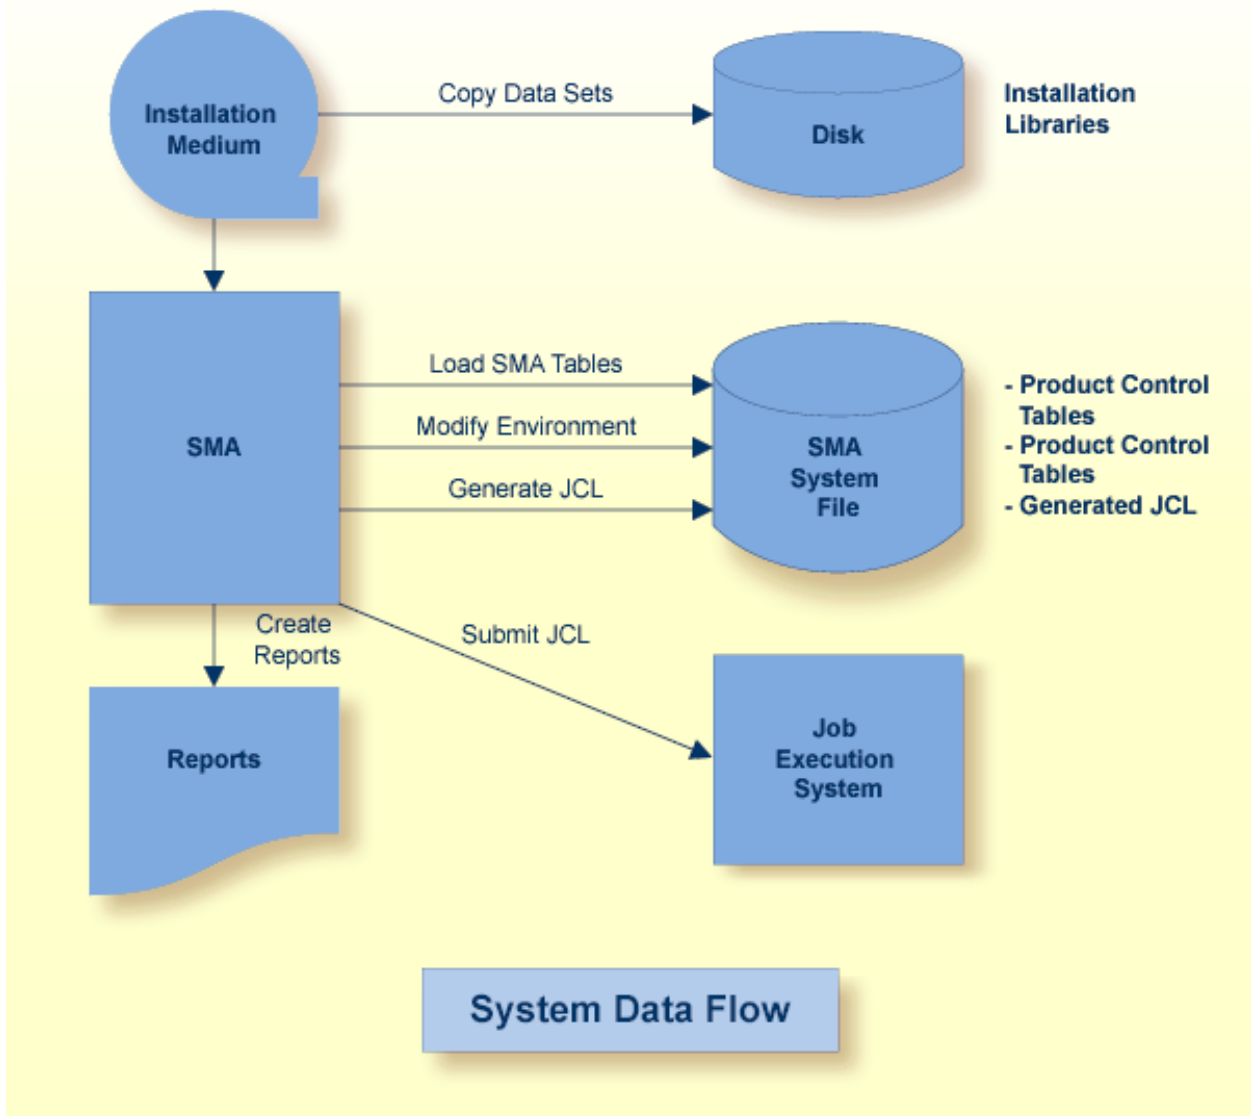 Installation
Medium
Copy Data Sets
Disk
Installation
Libraries
SMA
Load SMA Tables
Modify Environment
Generate JCL
SMA
System
File
- Product Control
Tables
- Product Control
Tables
- Generated JCL
Create
Reports
Submit JCL
Reports
Job
Execution
System
System Data Flow